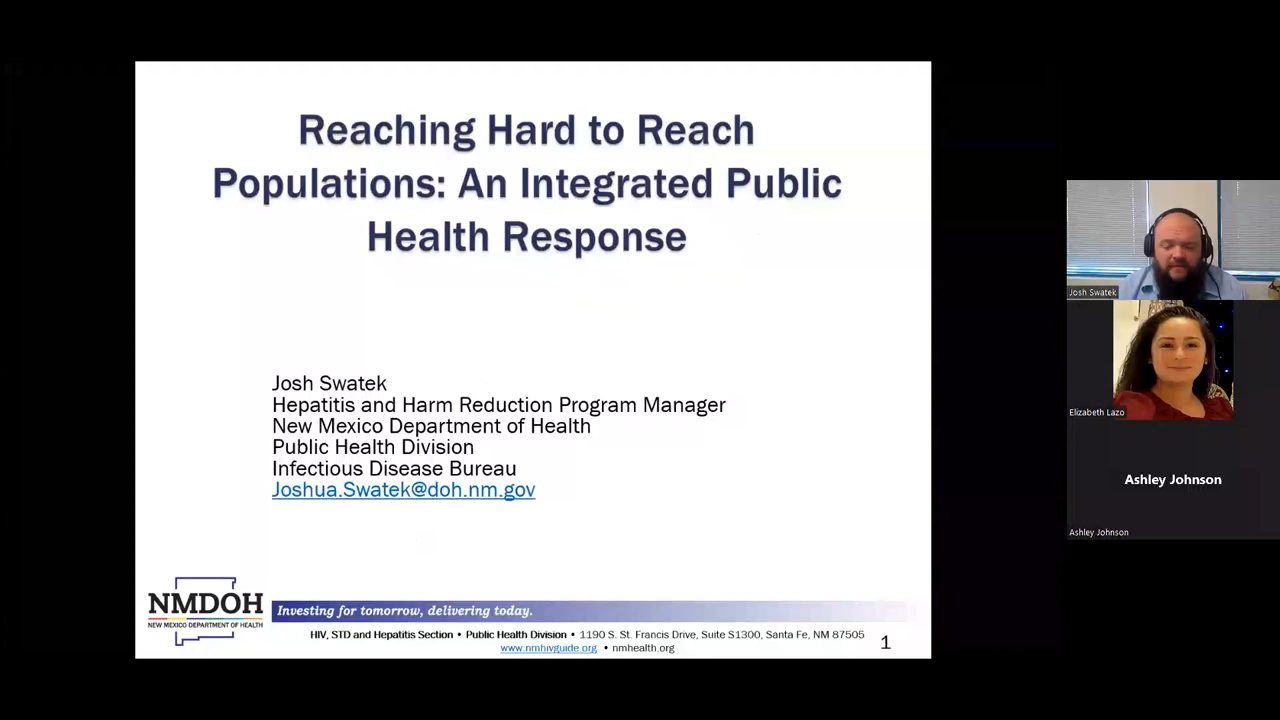 Reaching Hard to Reach
Populations: An Integrated Public
Health Response
Josh Swatek
Hepatitis and Harm Reduction Program Manager
New Mexico Department of Health
Public Health Division
Infectious Disease Bureau
Joshua.Swatek@doh.nm.gov
NMDOH
NEW MEXICO DEPARTMENT OF HEALTH
Investing for tomorrow, delivering today.
HIV, STD and Hepatitis Section • Public Health Division • 1190 S. St. Francis Drive, Suite S1300, Santa Fe, NM 87505
www.nmhivguide.org • nmhealth.org
1
Josh Swatek
Elizabeth Lazo
Ashley Johnson
Ashley Johnson